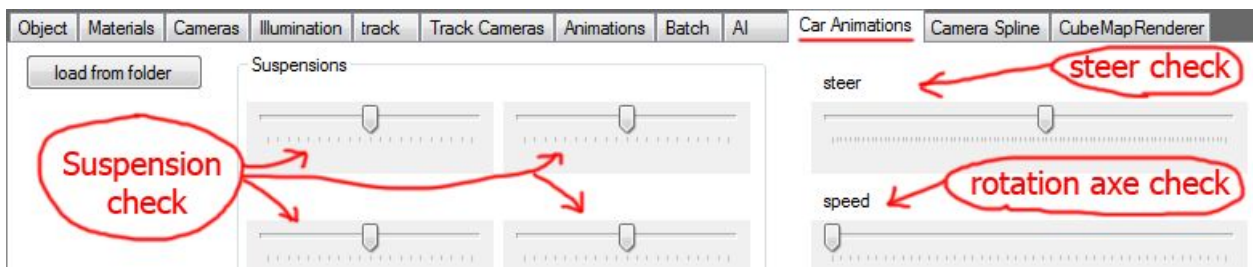 Object Materials Cameras Illumination track Track Cameras Animations Batch AI Car Animations Camera Spline CubeMapRenderer
load from folder
Suspensions
steer
steer check
Suspension
check
rotation axe check
speed